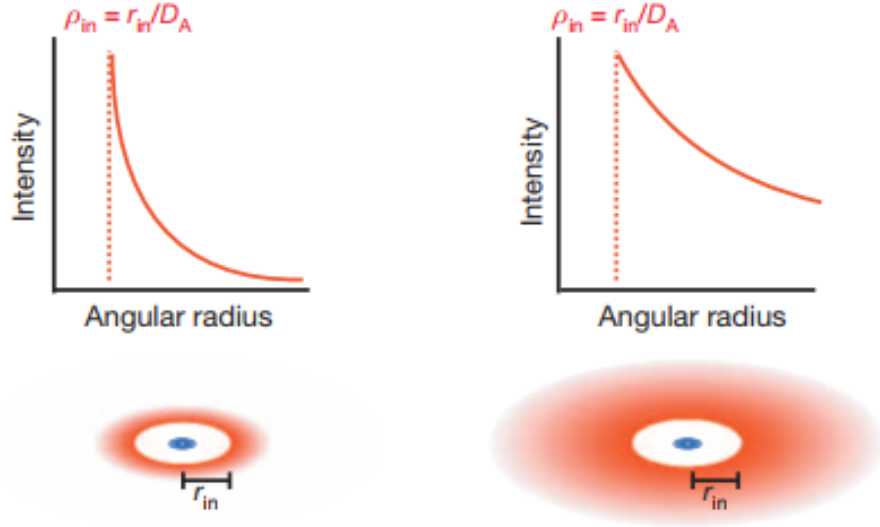 ρin = rin/DA
Intensity
Angular radius
rin
ρin = rin/DA
Intensity
Angular radius
rin